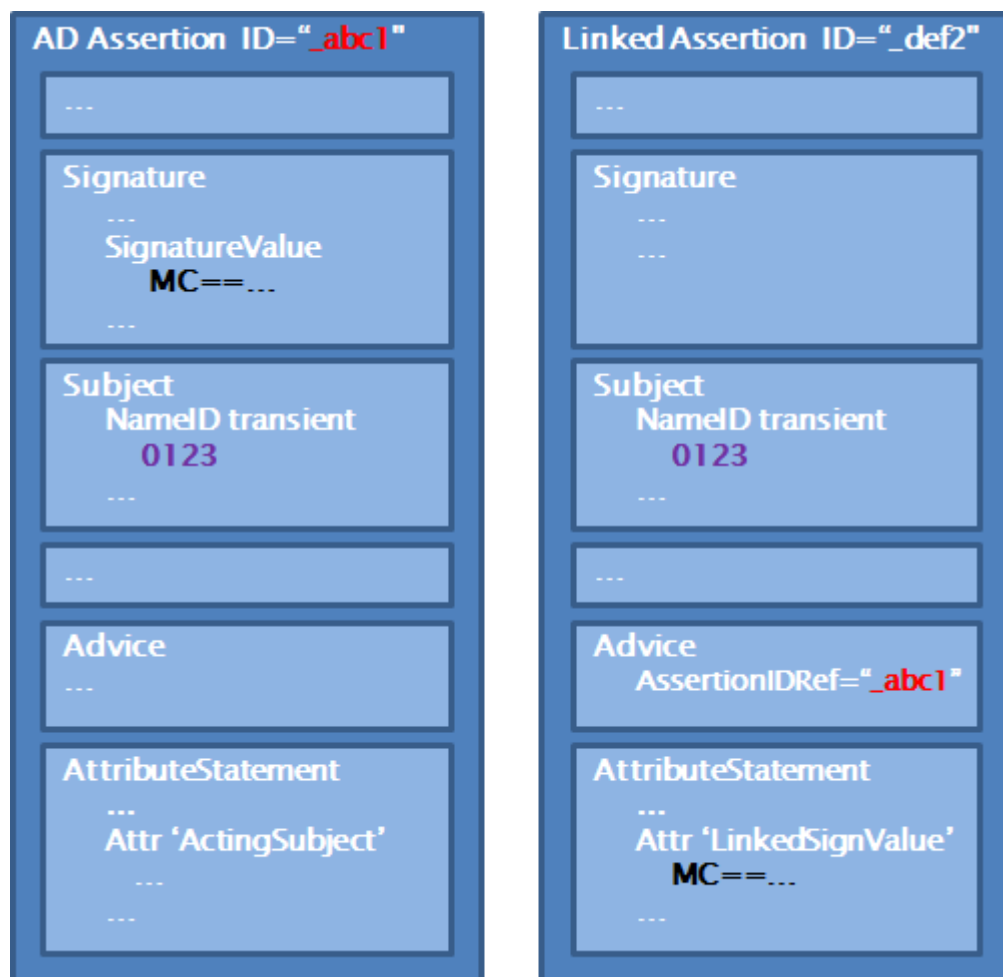 AD Assertion ID=“_abc1”
...
Signature
...
SignatureValue
MC==...
...
Subject
NameID transient
0123
...
...
Advice
...
AttributeStatement
...
Attr ‘ActingSubject’
...
...
Linked Assertion ID=“_def2”
...
Signature
...
...
Subject
NameID transient
0123
...
...
Advice
AssertionIDRef=“_abc1”
AttributeStatement
...
Attr ‘LinkedSignValue’
MC==...
...